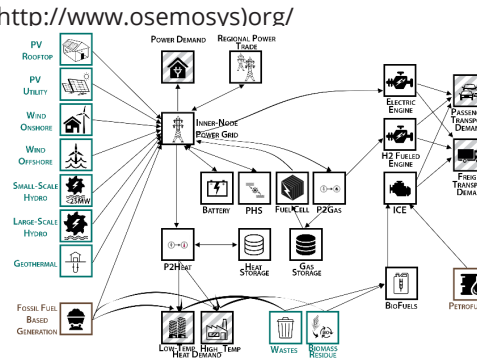 http://www.osemosys)org/
PV
ROOFTOP
POWER DEMAND
REGIONAL POWER
TRADE
PV
UTILITY
ELECTRIC
ENGINE
WIND
ONSHORE
INNER-NODE
POWER GRID
H2 FUELED
ENGINE
WIND
OFFSHORE
SMALL-SCALE
HYDRO
<25MW
BATTERY
PHS
FUEL CELL
P2GAS
ICE
LARGE-SCALE
HYDRO
GEOTHERMAL
P2HEAT
HEAT
STORAGE
GAS
STORAGE
FOSSIL FUEL
BASED
GENERATION
BIOFUELS
LOW-TEMP HIGH TEMP
HEAT DEMAND
WASTES
BIOMASS
RESIDUE